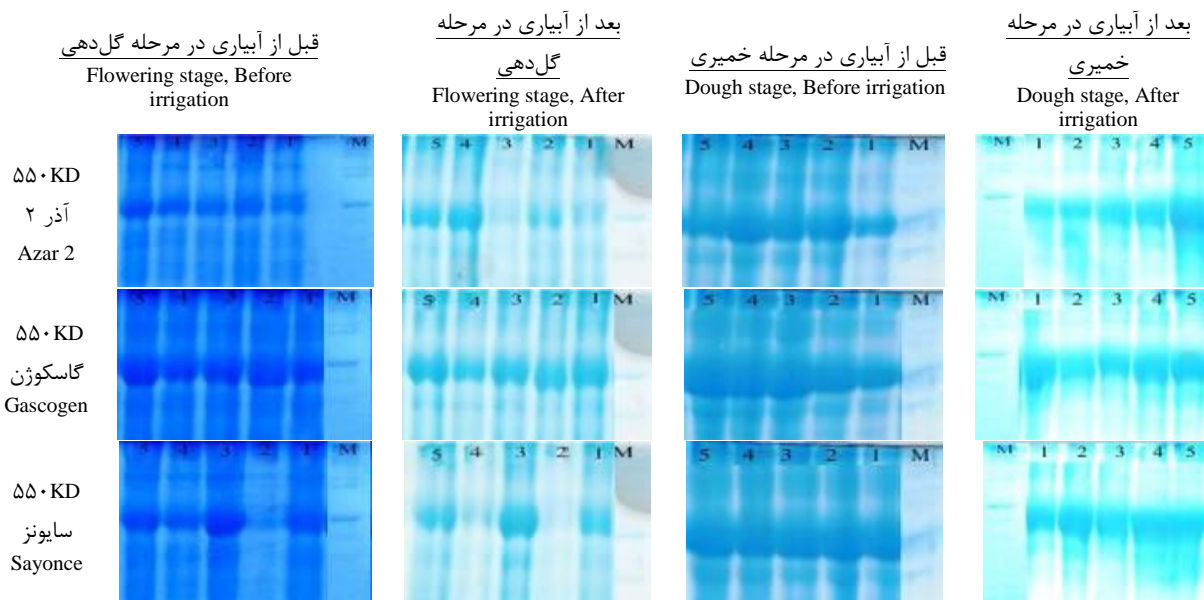 قبل از آبیاری در مرحله گل‌دهی
Flowering stage, Before
irrigation
بعد از آبیاری در مرحله
گل‌دهی
Flowering stage, After
irrigation
قبل از آبیاری در مرحله خمیری
Dough stage, Before irrigation
بعد از آبیاری در مرحله
خمیری
Dough stage, After
irrigation
۵۵۰KD
آذر ۲
Azar 2
5 4 3 2 1 M
5 4 3 2 1 M
5 4 3 2 1 M
M 1 2 3 4 5
۵۵۰KD
گاسکوژن
Gascogen
5 4 3 2 1 M
5 4 3 2 1 M
5 4 3 2 1 M
M 1 2 3 4 5
۵۵۰KD
سایونز
Sayonce
5 4 3 2 1 M
5 4 3 2 1 M
5 4 3 2 1 M
M 1 2 3 4 5